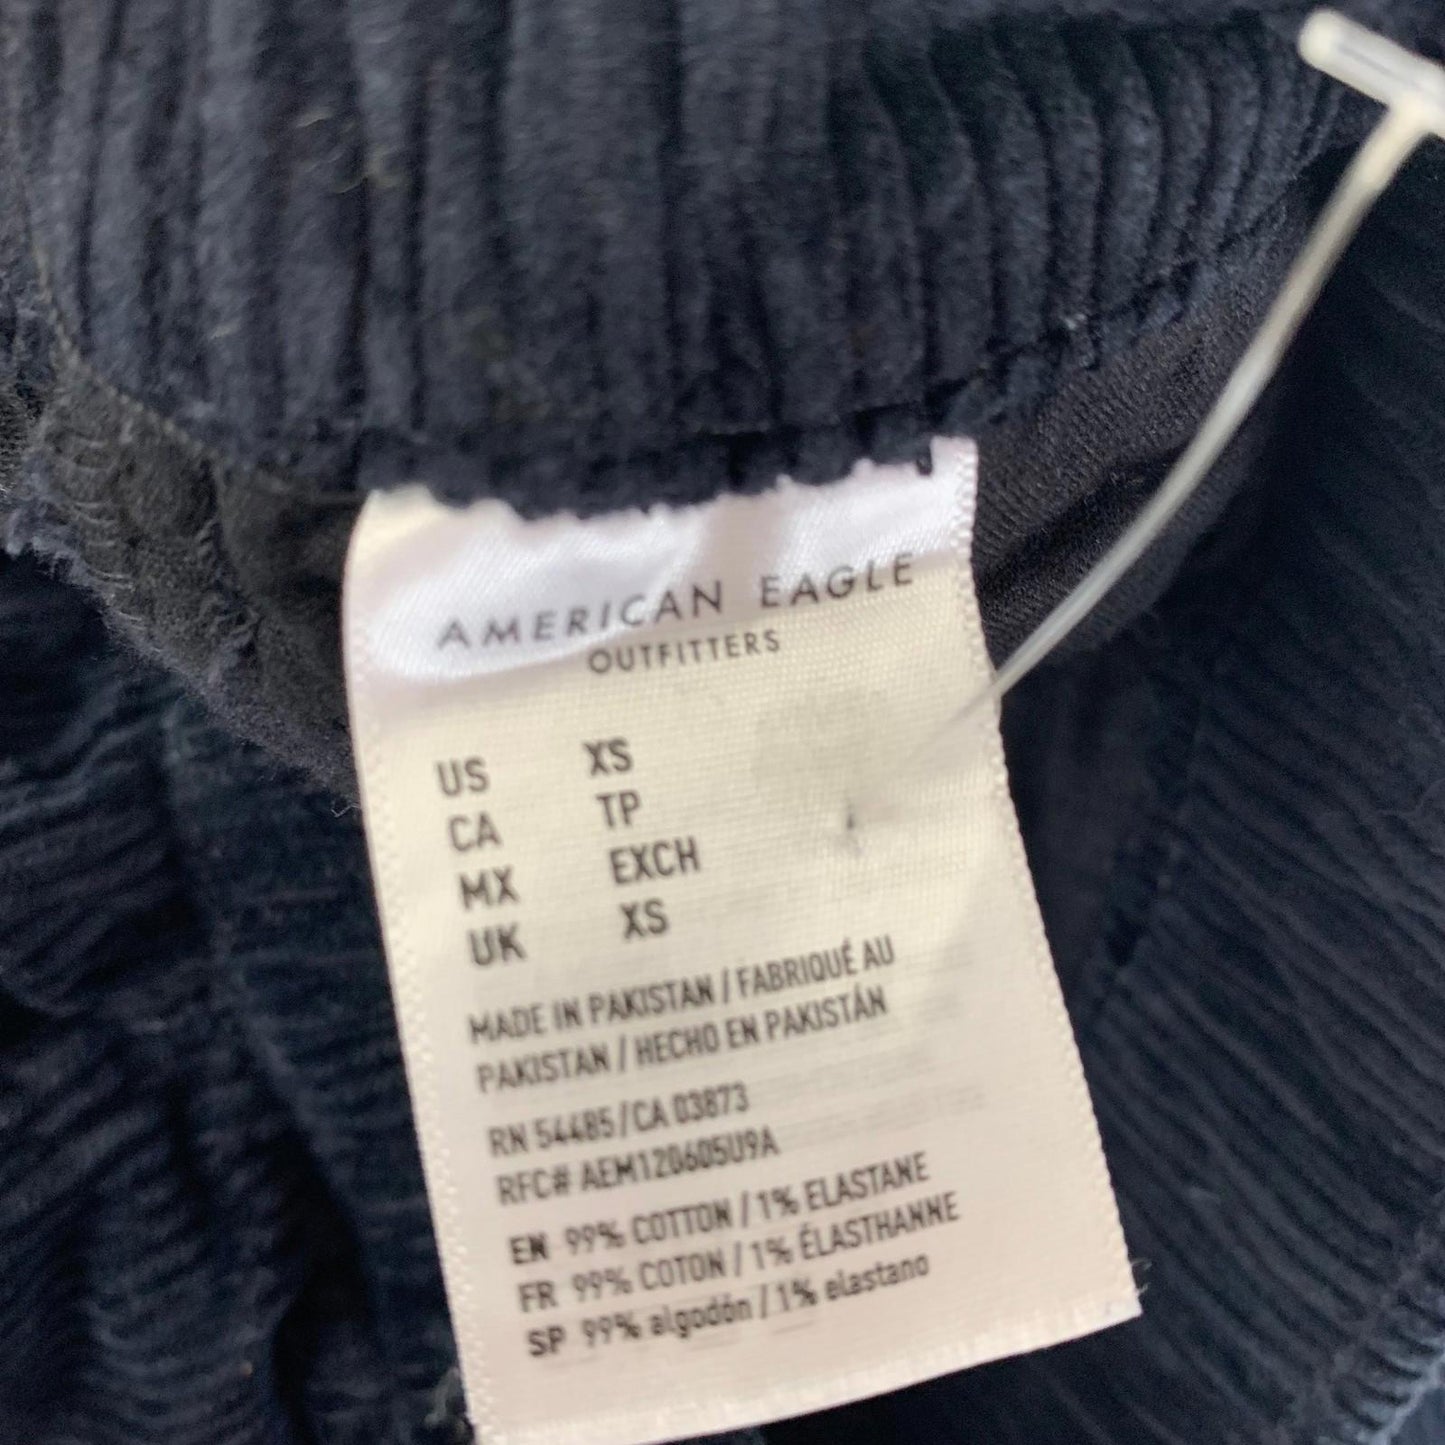 AMERICAN EAGLE
OUTFITTERS
US XS
CA TP
MX EXCH
UK XS
MADE IN PAKISTAN / FABRIQUÉ AU
PAKISTAN / HECHO EN PAKISTÁN
RN 54485/CA 03873
RFC# AEM120605U9A
EN 99% COTTON / 1% ELASTANE
FR 99% COTON / 1% ÉLASTHANNE
SP 99% algodón / 1% elastano